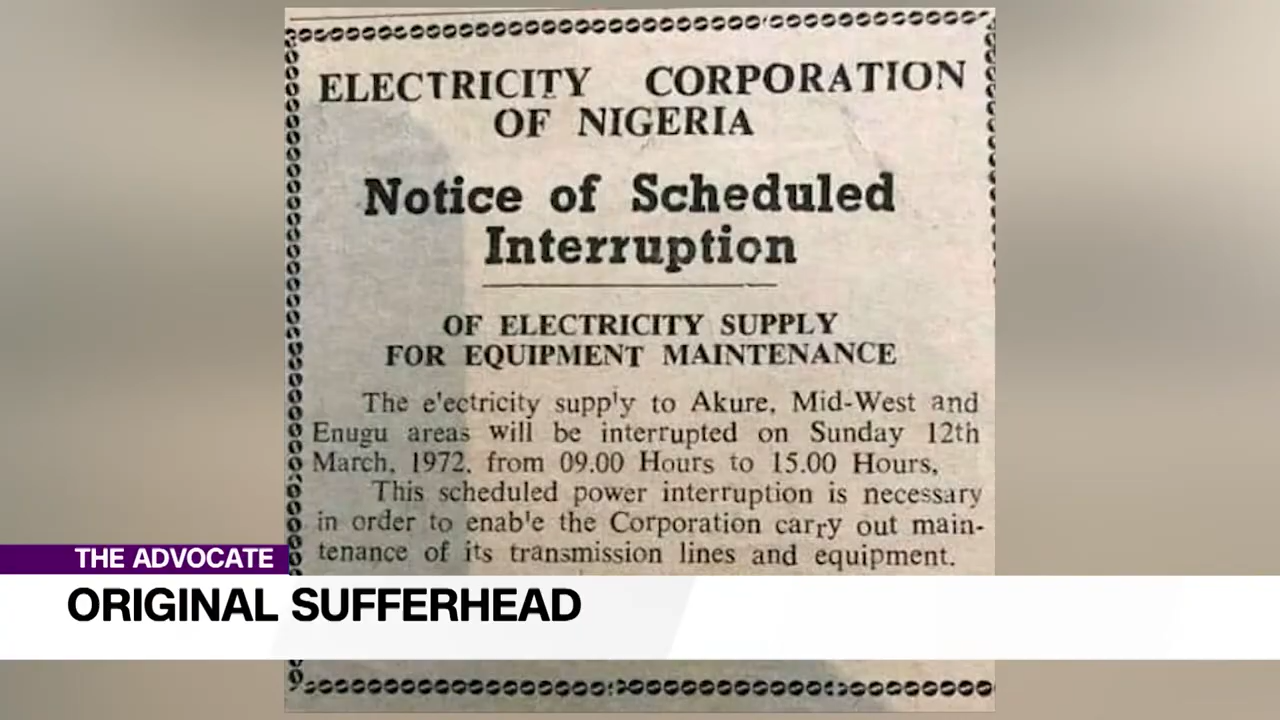 ELECTRICITY CORPORATION
OF NIGERIA
Notice of Scheduled
Interruption
OF ELECTRICITY SUPPLY
FOR EQUIPMENT MAINTENANCE
The e'ectricity supp'y to Akure, Mid-West and
Enugu areas will be interrupted on Sunday 12th
March, 1972, from 09.00 Hours to 15.00 Hours,
This scheduled power interruption is necessary
in order to enab'e the Corporation carry out main-
tenance of its transmission lines and equipment.
THE ADVOCATE
ORIGINAL SUFFERHEAD